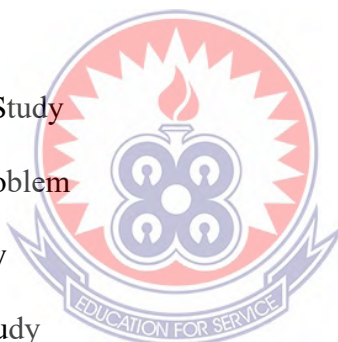 Study
oblem
y
udy
EDUCATION FOR SERVICE